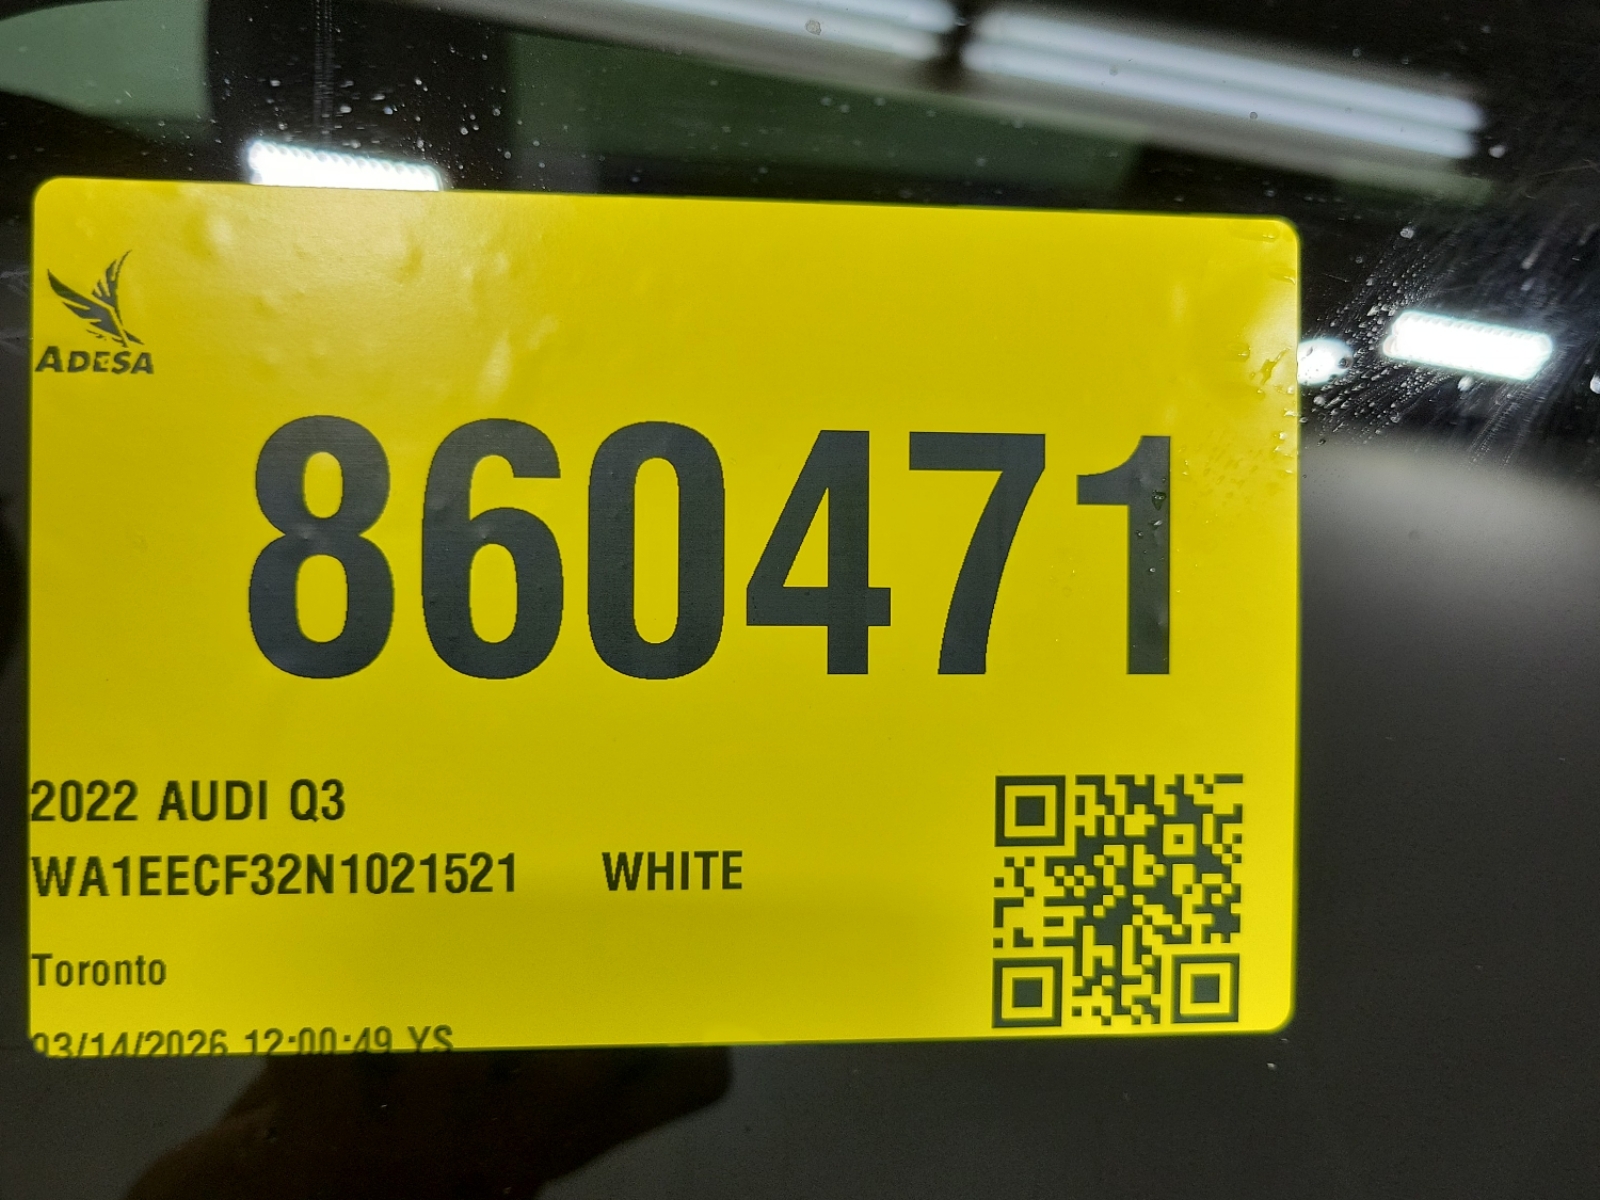 ADESA
860471
2022 AUDI Q3
WA1EECF32N1021521 WHITE
Toronto
03/14/2026 12:00:49 YS